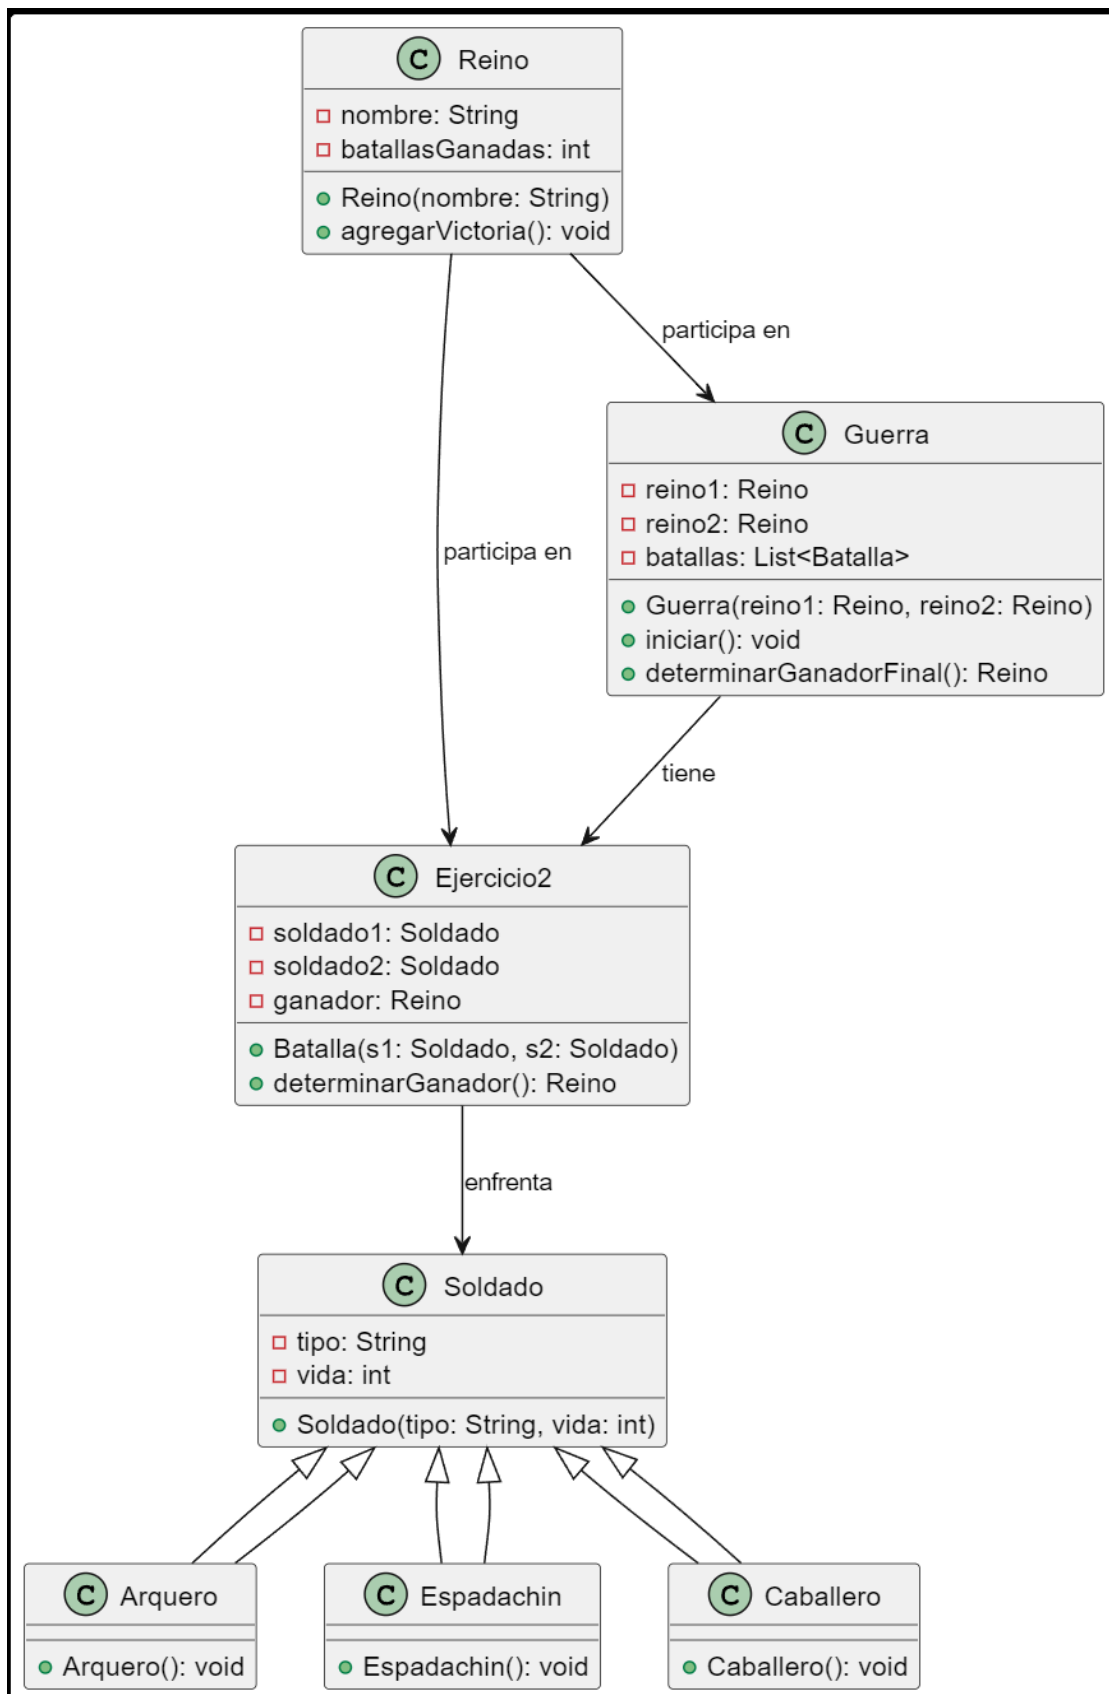 C Reino
nombre: String
batallasGanadas: int
Reino(nombre: String)
agregarVictoria(): void
participa en
C Guerra
reino1: Reino
reino2: Reino
batallas: List<Batalla>
Guerra(reino1: Reino, reino2: Reino)
iniciar(): void
determinarGanadorFinal(): Reino
participa en
tiene
C Ejercicio2
soldado1: Soldado
soldado2: Soldado
ganador: Reino
Batalla(s1: Soldado, s2: Soldado)
determinarGanador(): Reino
enfrenta
C Soldado
tipo: String
vida: int
Soldado(tipo: String, vida: int)
C Arquero
Arquero(): void
C Espadachin
Espadachin(): void
C Caballero
Caballero(): void